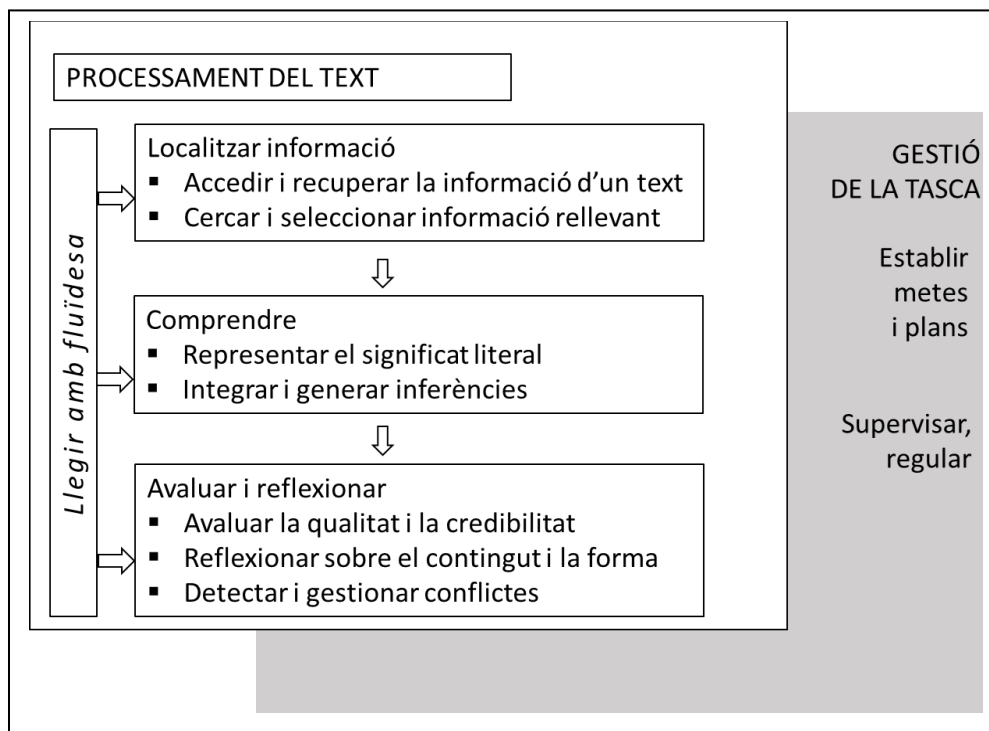 PROCESSAMENT DEL TEXT
Llegir amb fluïdesa
Localitzar informació
▪ Accedir i recuperar la informació d'un text
▪ Cercar i seleccionar informació rellevant
Comprendre
▪ Representar el significat literal
▪ Integrar i generar inferències
Avaluar i reflexionar
▪ Avaluar la qualitat i la credibilitat
▪ Reflexionar sobre el contingut i la forma
▪ Detectar i gestionar conflictes
GESTIÓ
DE LA TASCA
Establir
metes
i plans
Supervisar,
regular